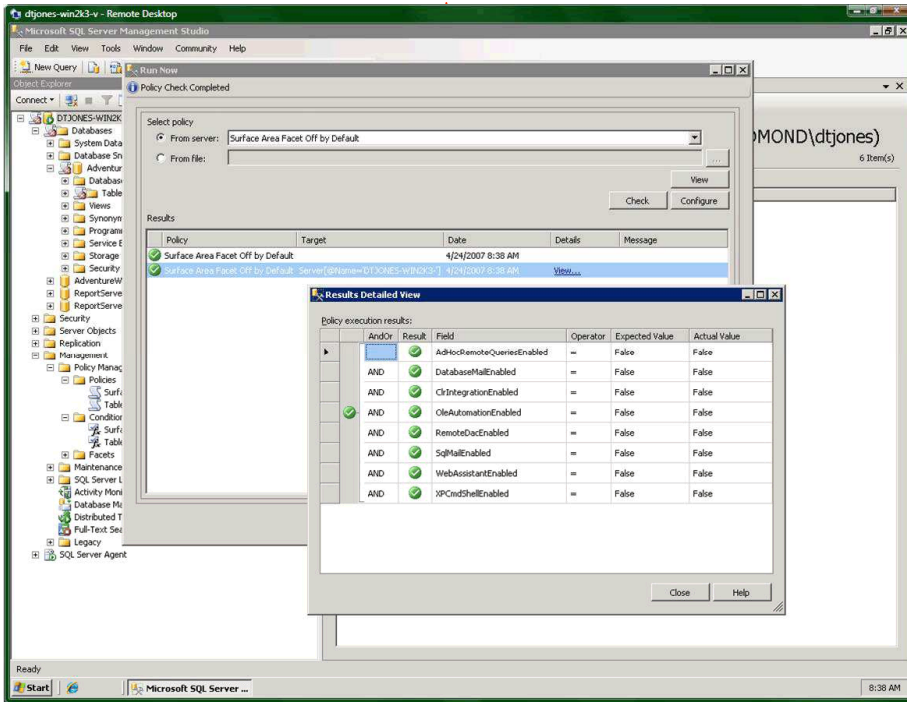 dtjones-win2k3-v - Remote Desktop
Microsoft SQL Server Management Studio
File Edit View Tools Window Community Help
New Query
Run Now
Object Explorer
Policy Check Completed
Connect
DTJONES-WIN2K
Databases
System Data
Database Sn
Adventur
Databas
Table
Views
Synonym
Program
Service E
Storage
Security
AdventureW
ReportServe
ReportServe
Security
Server Objects
Replication
Management
Policy Manag
Policies
Surfa
Table
Condition
Surfa
Table
Facets
Maintenance
SQL Server L
Activity Moni
Database Ma
Distributed T
Full-Text Sea
Legacy
SQL Server Agent
Select policy
From server: Surface Area Facet Off by Default
From file: ...
View
Check Configure
Results
Policy Target Date Details Message
Surface Area Facet Off by Default 4/24/2007 8:38 AM
Surface Area Facet Off by Default Server[@Name='DTJONES-WIN2K3-'] 4/24/2007 8:38 AM View...
MOND\dtjones)
6 Item(s)
Results Detailed View
Policy execution results:
AndOr Result Field Operator Expected Value Actual Value
AdHocRemoteQueriesEnabled = False False
AND DatabaseMailEnabled = False False
AND ClrIntegrationEnabled = False False
AND OleAutomationEnabled = False False
AND RemoteDacEnabled = False False
AND SqlMailEnabled = False False
AND WebAssistantEnabled = False False
AND XPCmdShellEnabled = False False
Close Help
Ready
Start Microsoft SQL Server ... 8:38 AM